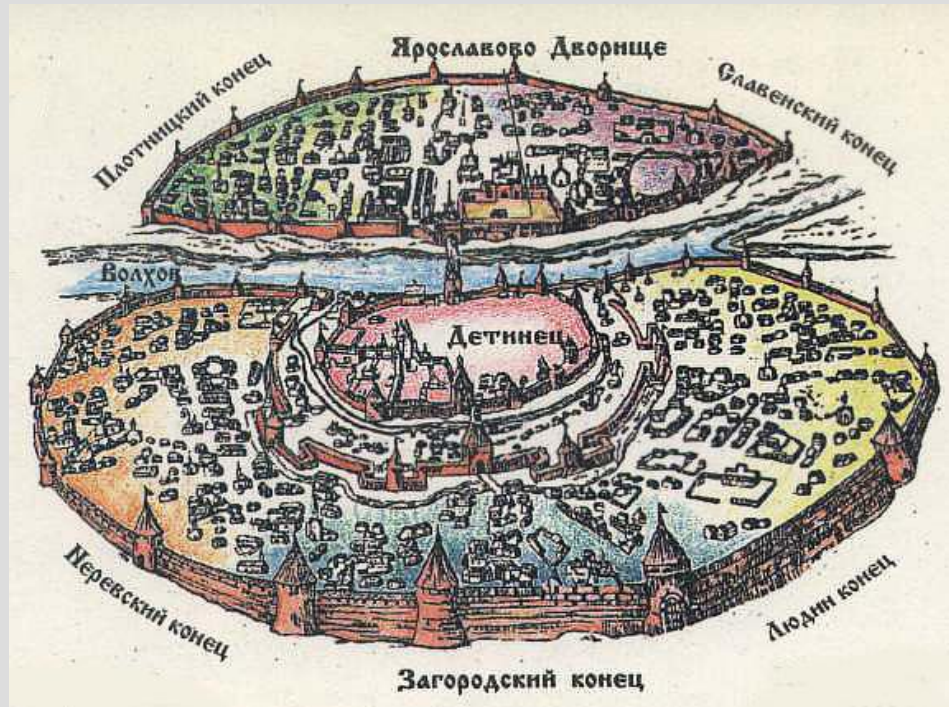 Ярославово Дворище
Плотницкий конец
Славенский конец
Волхов
Детинец
Неревский конец
Людин конец
Загородский конец